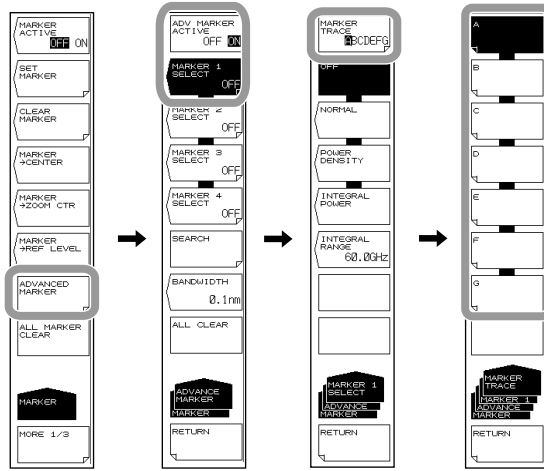 MARKER
ACTIVE
OFF ON
SET
MARKER
CLEAR
MARKER
MARKER
→CENTER
MARKER
→ZOOM CTR
MARKER
→REF LEVEL
ADVANCED
MARKER
ALL MARKER
CLEAR
MARKER
MORE 1/3
ADV MARKER
ACTIVE
OFF ON
MARKER 1
SELECT
OFF
MARKER 2
SELECT
OFF
MARKER 3
SELECT
OFF
MARKER 4
SELECT
OFF
SEARCH
BANDWIDTH
0.1nm
ALL CLEAR
ADVANCE
MARKER
MARKER
RETURN
MARKER
TRACE
ABCDEFG
OFF
NORMAL
POWER
DENSITY
INTEGRAL
POWER
INTEGRAL
RANGE
60.0GHz
MARKER 1
SELECT
ADVANCE
MARKER
RETURN
A
B
C
D
E
F
G
MARKER
TRACE
MARKER 1
ADVANCE
MARKER
RETURN